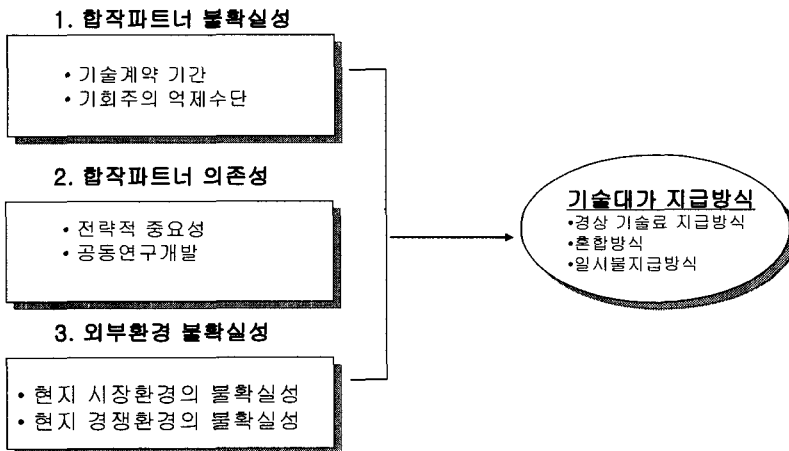 1. 합작파트너 불확실성
• 기술계약 기간
• 기회주의 억제수단
2. 합작파트너 의존성
• 전략적 중요성
• 공동연구개발
3. 외부환경 불확실성
• 현지 시장환경의 불확실성
• 현지 경쟁환경의 불확실성
기술대가 지급방식
•경상 기술료 지급방식
•혼합방식
•일시불지급방식